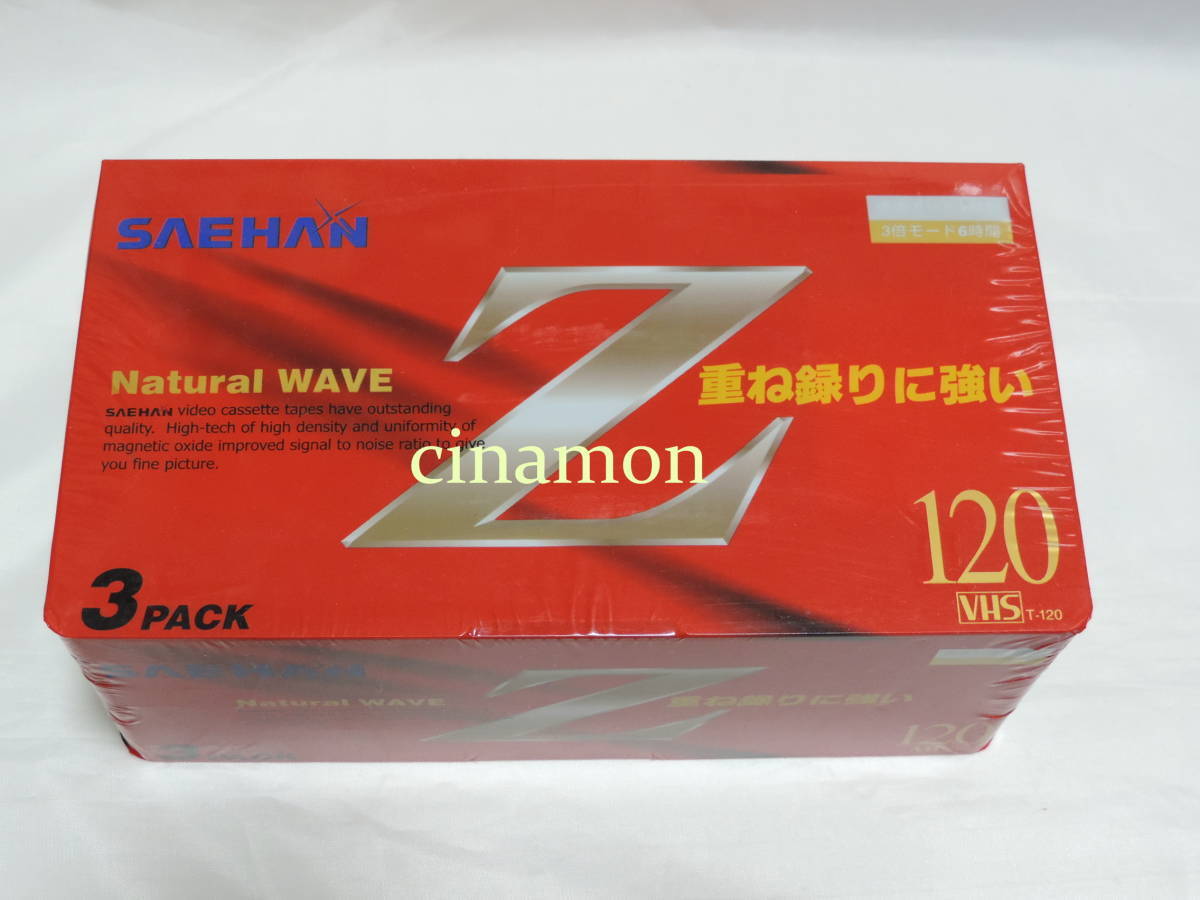 SAEHAN
3倍モード6時間
Z
Natural WAVE
重ね録りに強い
SAEHAN video cassette tapes have outstanding
quality. High-tech of high density and uniformity of
magnetic oxide improved signal to noise ratio to give
you fine picture.
cinamon
120
VHS T-120
3 PACK
SAEHAN
Natural WAVE
Z
重ね録りに強い
120